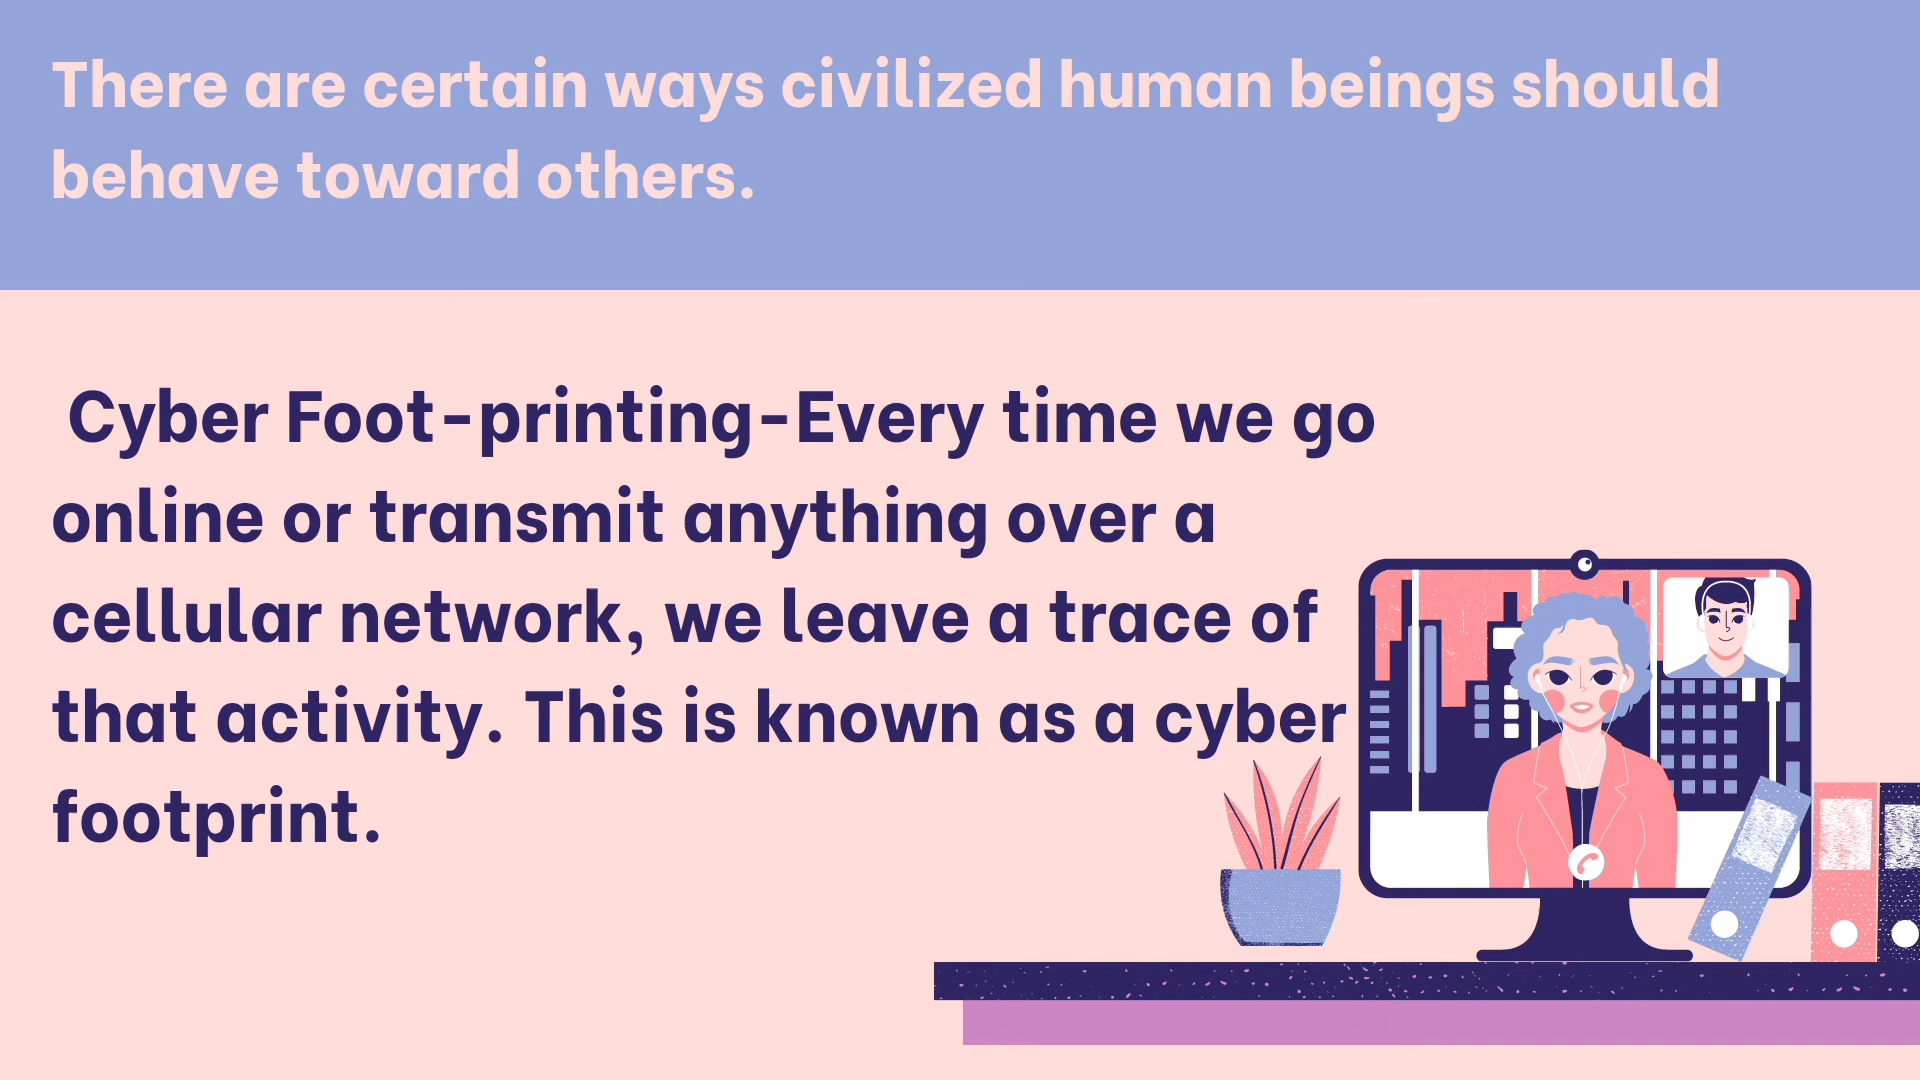 There are certain ways civilized human beings should
behave toward others.
Cyber Foot-printing-Every time we go
online or transmit anything over a
cellular network, we leave a trace of
that activity. This is known as a cyber
footprint.